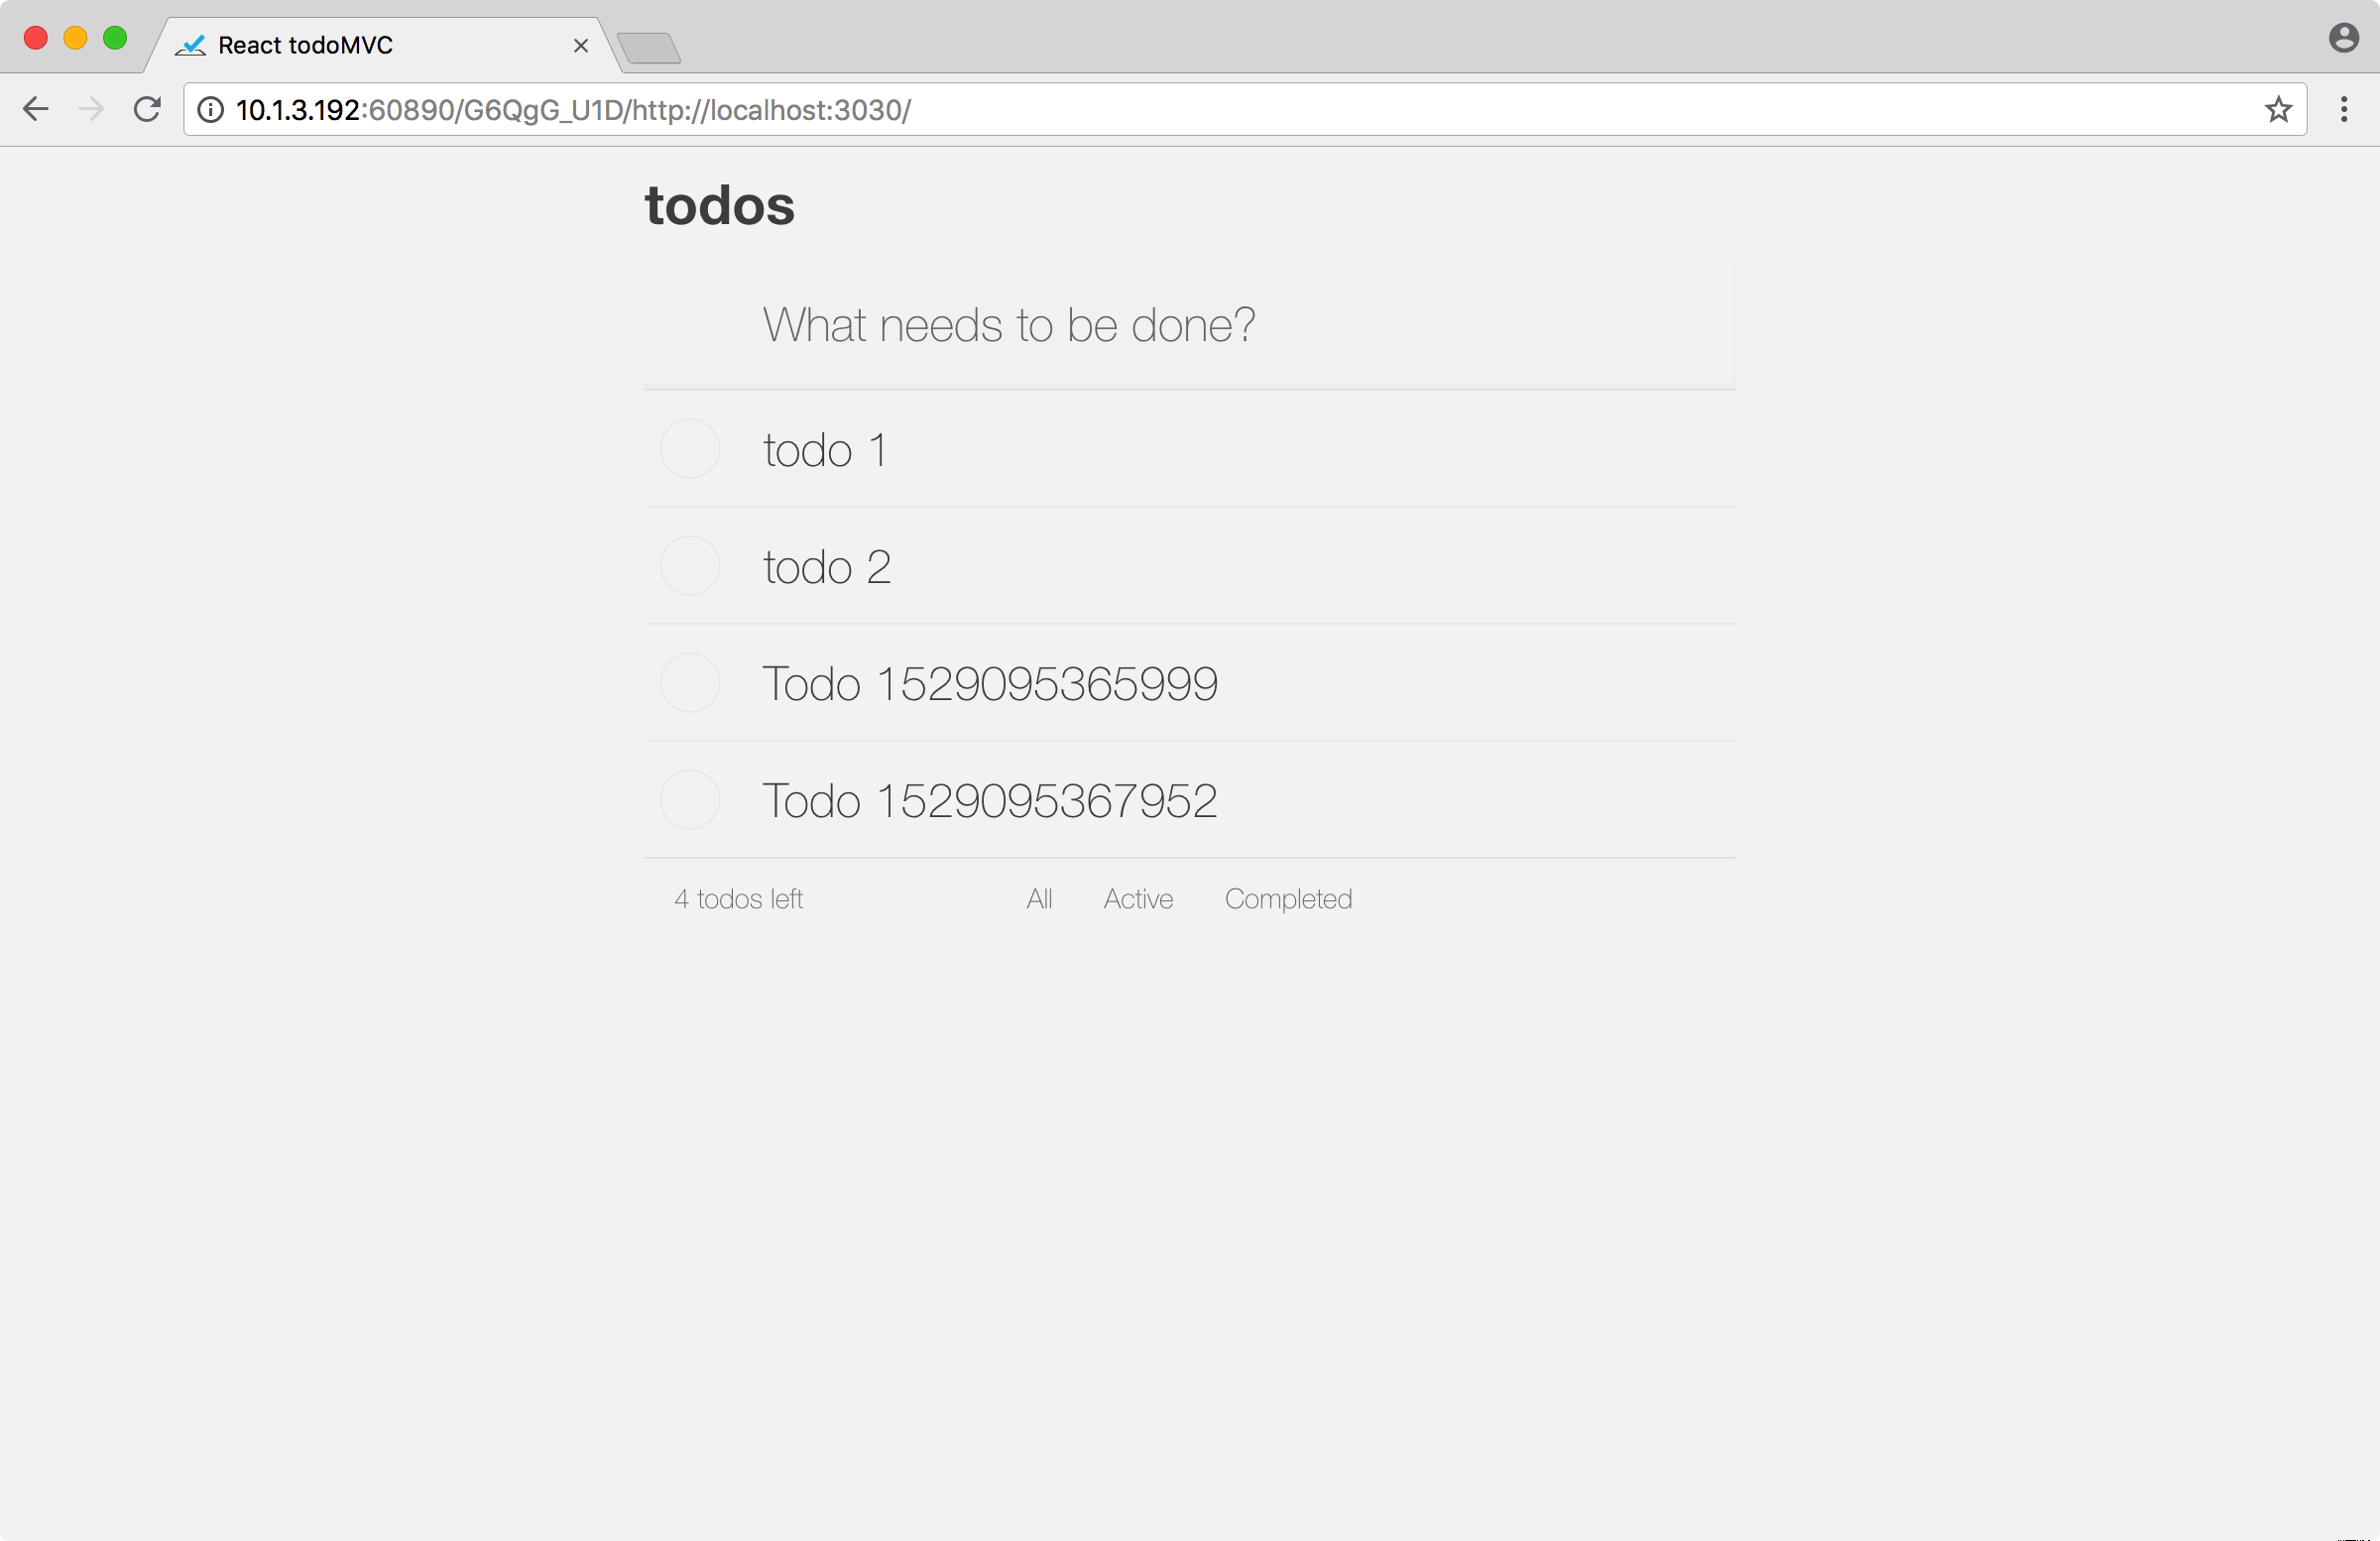 React todoMVC
10.1.3.192:60890/G6QgG_U1D/http://localhost:3030/
todos
What needs to be done?
todo 1
todo 2
Todo 1529095365999
Todo 1529095367952
4 todos left All Active Completed